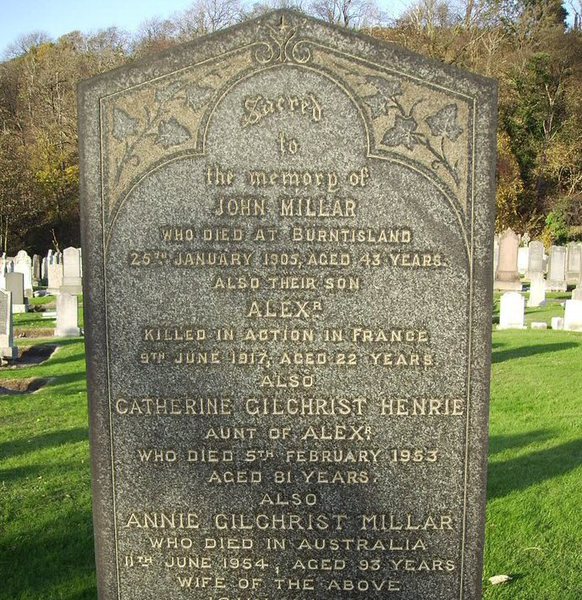 Sacred
to
the memory of
JOHN MILLAR
WHO DIED AT BURNTISLAND
25TH JANUARY 1905, AGED 43 YEARS.
ALSO THEIR SON
ALEXR
KILLED IN ACTION IN FRANCE
9TH JUNE 1917, AGED 22 YEARS.
ALSO
CATHERINE GILCHRIST HENRIE
AUNT OF ALEXR
WHO DIED 5TH FEBRUARY 1953
AGED 81 YEARS.
ALSO
ANNIE GILCHRIST MILLAR
WHO DIED IN AUSTRALIA
11TH JUNE 1954, AGED 93 YEARS
WIFE OF THE ABOVE